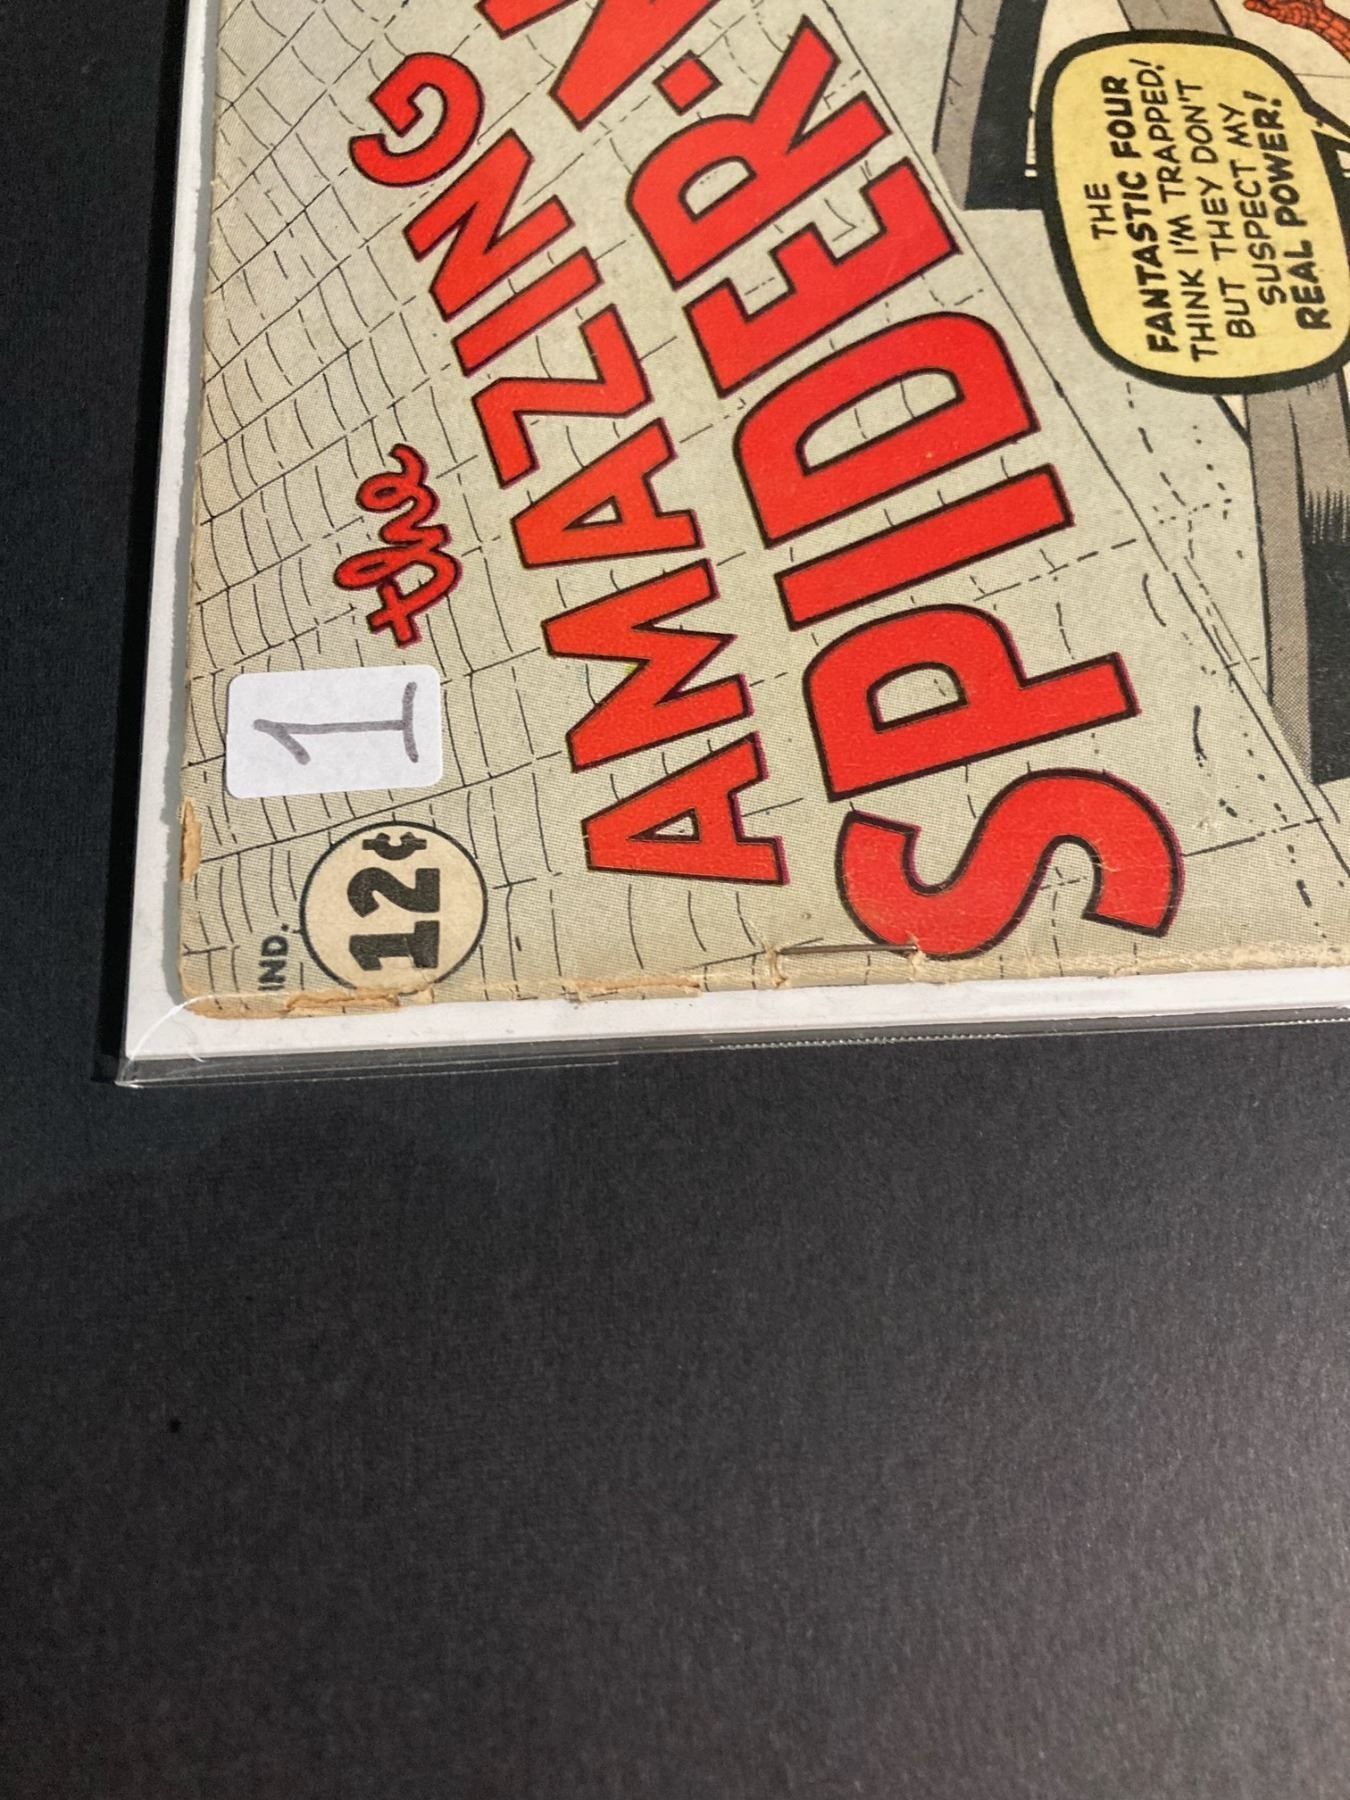 IND.
12¢
1
the
AMAZING
SPIDER-
THE
FANTASTIC FOUR
THINK I'M TRAPPED!
BUT THEY DON'T
SUSPECT MY
REAL POWER!